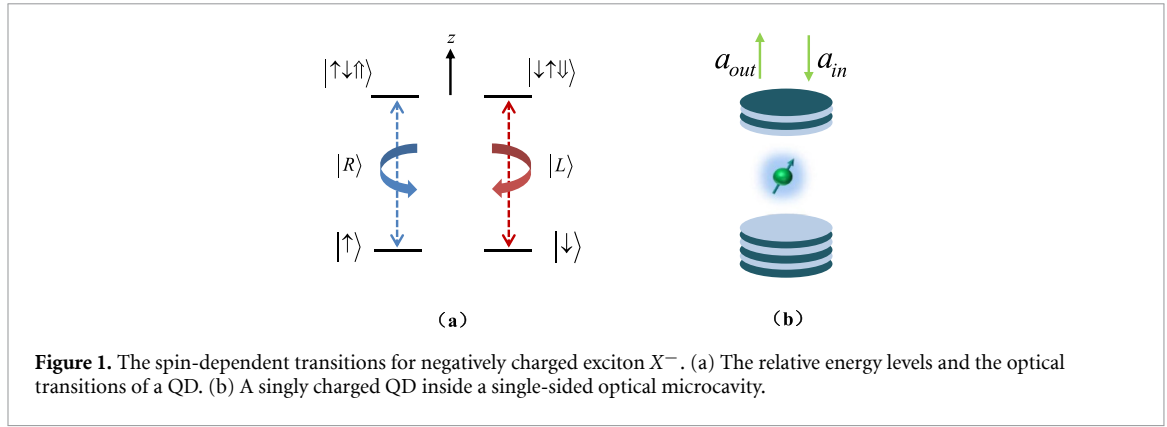 z
|↑↓⇑⟩ |↓↑⇓⟩
a_out a_in
|R⟩ |L⟩
|↑⟩ |↓⟩
(a) (b)
Figure 1. The spin-dependent transitions for negatively charged exciton X⁻. (a) The relative energy levels and the optical
transitions of a QD. (b) A singly charged QD inside a single-sided optical microcavity.